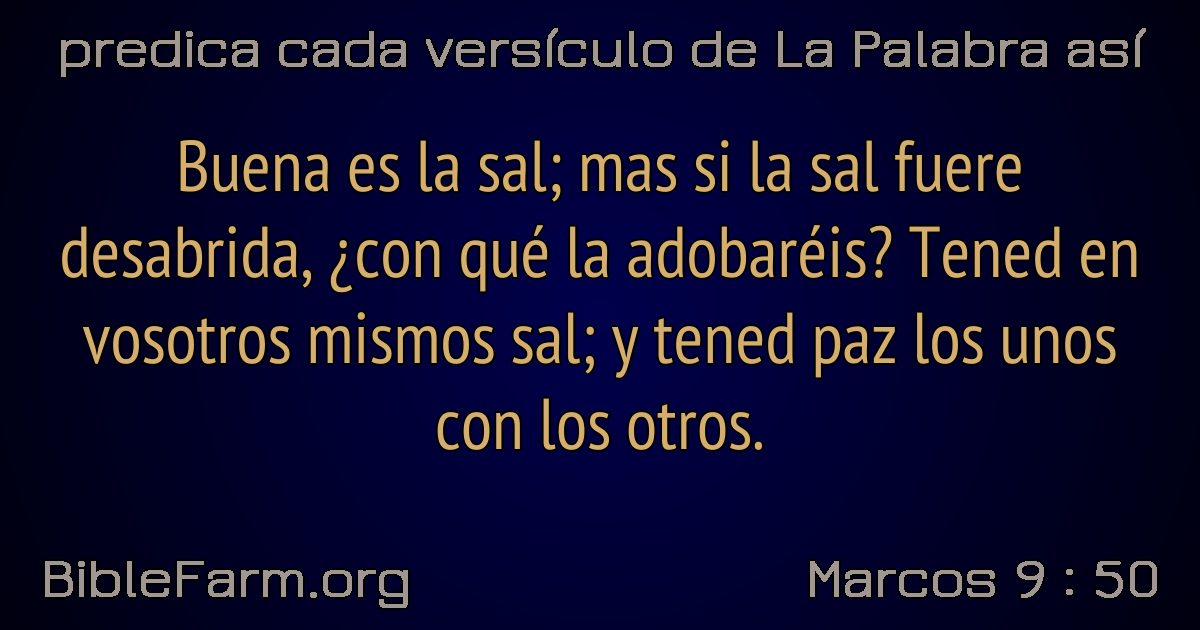 predica cada versículo de La Palabra así
Buena es la sal; mas si la sal fuere
desabrida, ¿con qué la adobaréis? Tened en
vosotros mismos sal; y tened paz los unos
con los otros.
BibleFarm.org
Marcos 9 : 50